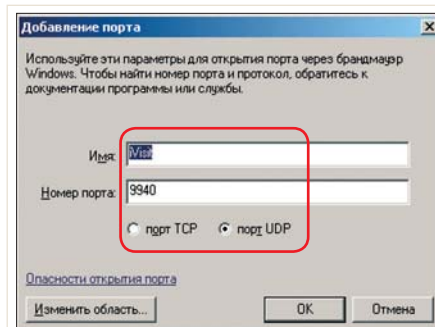 Добавление порта
Используйте эти параметры для открытия порта через брандмауэр
Windows. Чтобы найти номер порта и протокол, обратитесь к
документации программы или службы.
Имя: iVisit
Номер порта: 9940
порт TCP порт UDP
Опасности открытия порта
Изменить область... OK Отмена